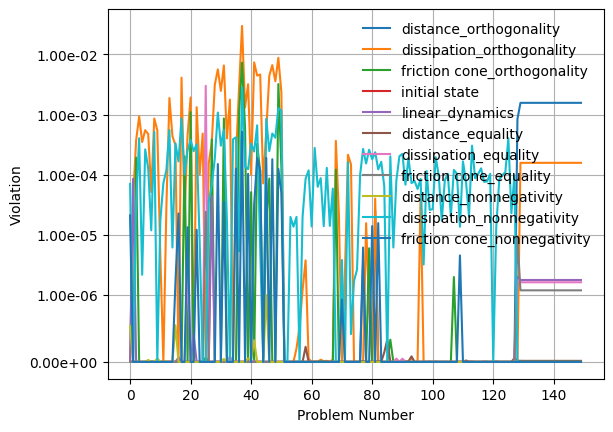 1.00e-02
1.00e-03
1.00e-04
1.00e-05
1.00e-06
0.00e+00
Violation
distance_orthogonality
dissipation_orthogonality
friction cone_orthogonality
initial state
linear_dynamics
distance_equality
dissipation_equality
friction cone_equality
distance_nonnegativity
dissipation_nonnegativity
friction cone_nonnegativity
0 20 40 60 80 100 120 140
Problem Number